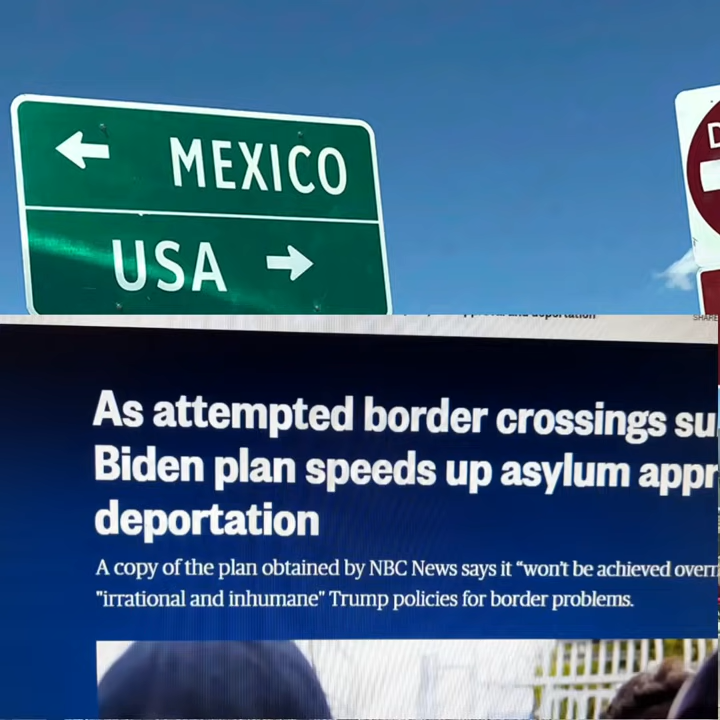 ← MEXICO
USA →
D
SHARE
As attempted border crossings su
Biden plan speeds up asylum appr
deportation
A copy of the plan obtained by NBC News says it “won't be achieved
"irrational and inhumane" Trump policies for border problems.